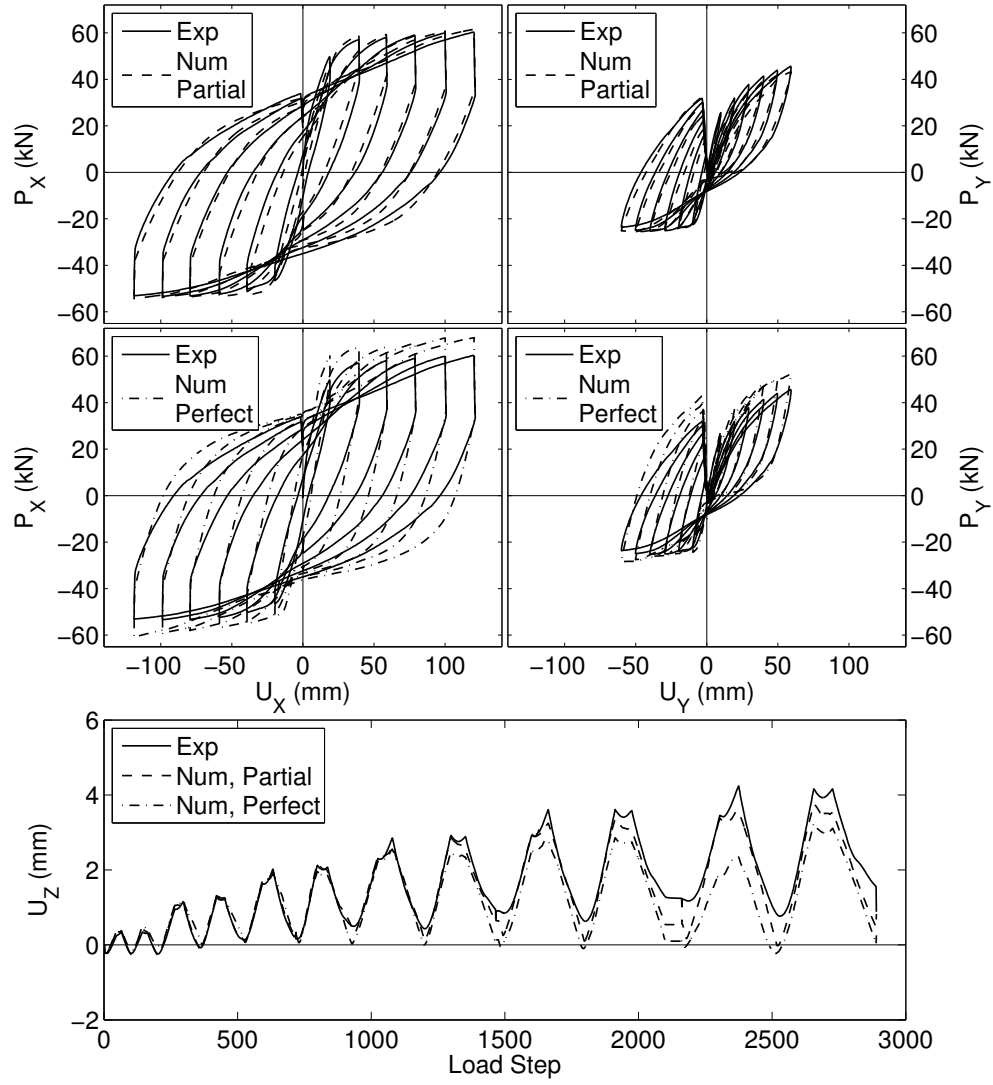 60
40
20
0
−20
−40
−60
P_X (kN)
Exp
Num
Partial
Exp
Num
Partial
60
40
20
0
−20
−40
−60
P_Y (kN)
60
40
20
0
−20
−40
−60
P_X (kN)
Exp
Num
Perfect
−100
−50
0
50
100
U_X (mm)
Exp
Num
Perfect
60
40
20
0
−20
−40
−60
P_Y (kN)
−100
−50
0
50
100
U_Y (mm)
6
4
2
0
−2
U_Z (mm)
Exp
Num, Partial
Num, Perfect
0
500
1000
1500
2000
2500
3000
Load Step